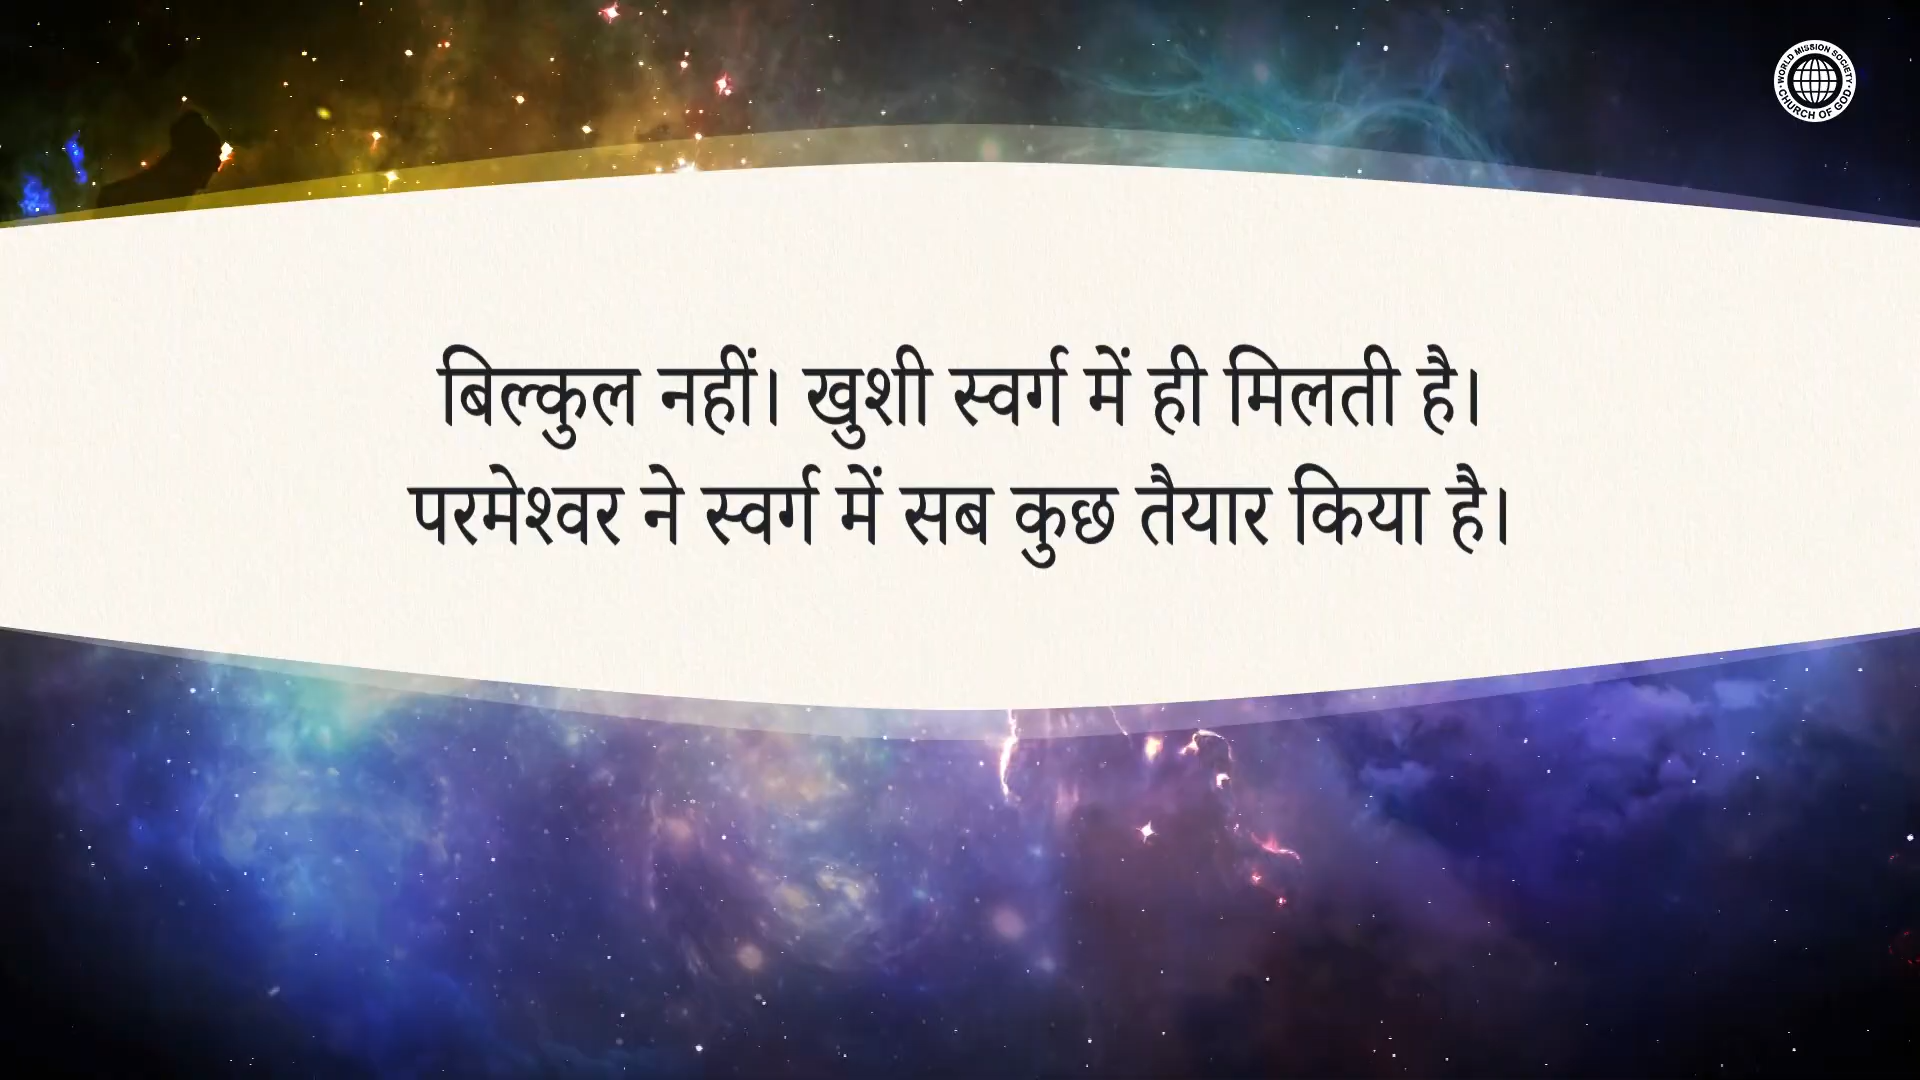 WORLD MISSION SOCIETY
CHURCH OF GOD
बिल्कुल नहीं। खुशी स्वर्ग में ही मिलती है।
परमेश्वर ने स्वर्ग में सब कुछ तैयार किया है।